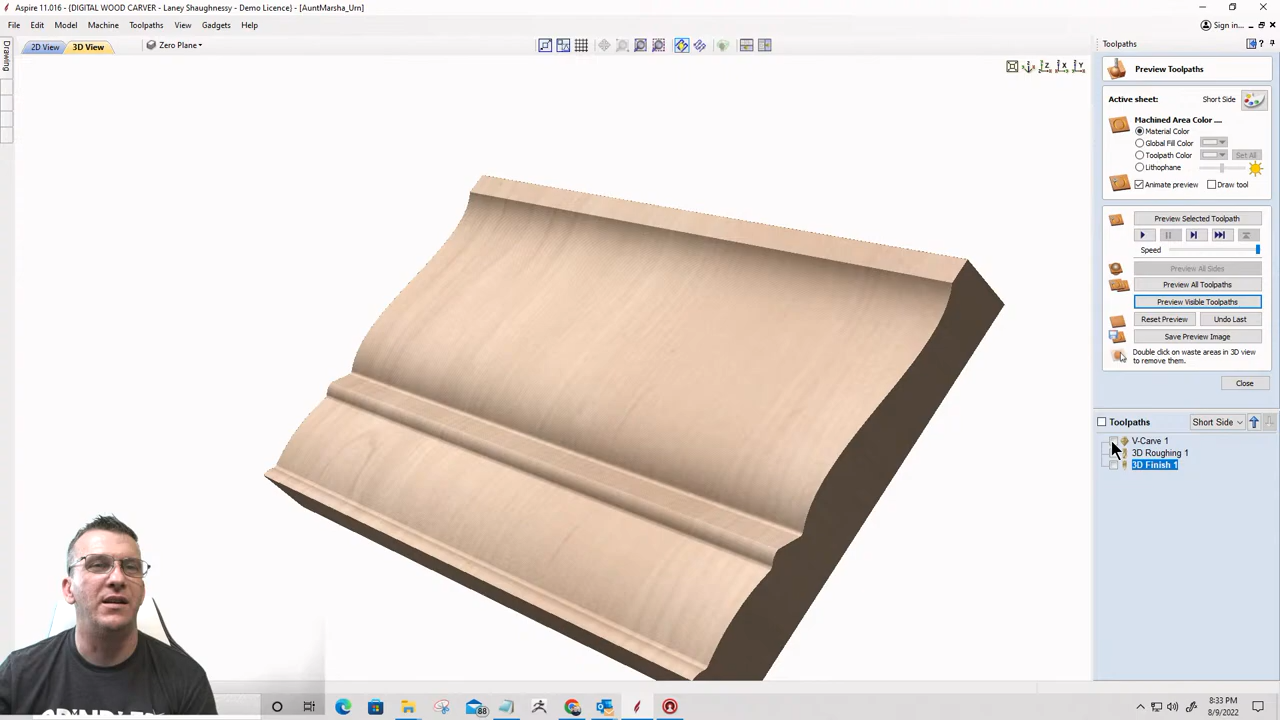 Aspire 11.016 - (DIGITAL WOOD CARVER - Laney Shaughnessy - Demo Licence) - [AuntMarsha_Urn]
File Edit Model Machine Toolpaths View Gadgets Help
Sign in...
Drawing
2D View 3D View Zero Plane
Toolpaths
Preview Toolpaths
Active sheet: Short Side
Machined Area Color ....
Material Color
Global Fill Color
Toolpath Color Set All
Lithophane
Animate preview Draw tool
Preview Selected Toolpath
Speed
Preview All Sides
Preview All Toolpaths
Preview Visible Toolpaths
Reset Preview Undo Last
Save Preview Image
Double click on waste areas in 3D view
to remove them.
Close
Toolpaths Short Side
V-Carve 1
3D Roughing 1
3D Finish 1
88
8:33 PM
8/9/2022